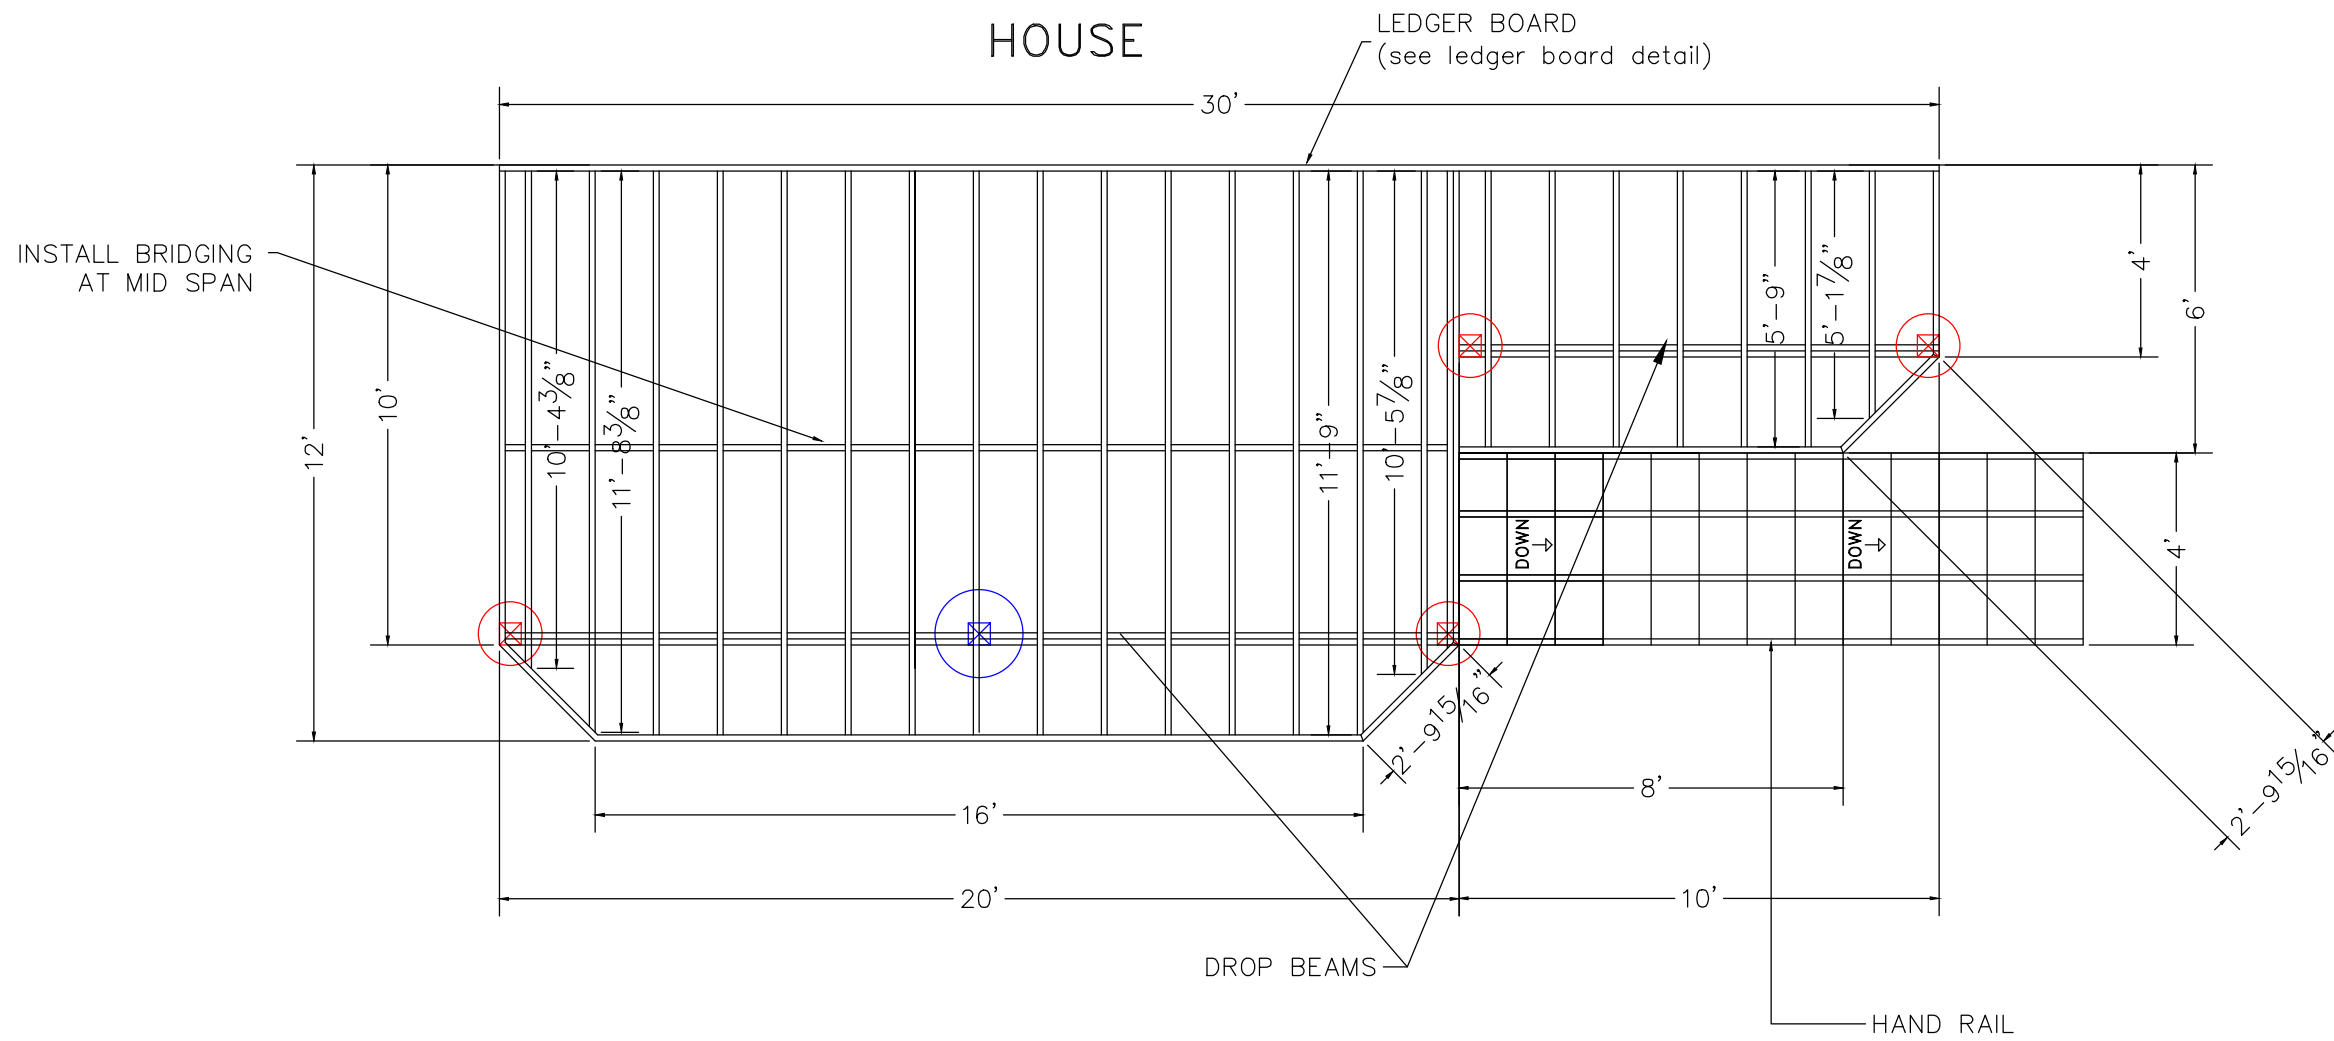 HOUSE
LEDGER BOARD
(see ledger board detail)
30'
INSTALL BRIDGING
AT MID SPAN
12'
10'
10'-4 3/8"
11'-8 3/8"
11'-9"
10'-5 7/8"
5'-9"
5'-1 7/8"
4'
6'
DOWN
DOWN
4'
2'-9 15/16"
2'-9 15/16"
8'
16'
20'
10'
DROP BEAMS
HAND RAIL